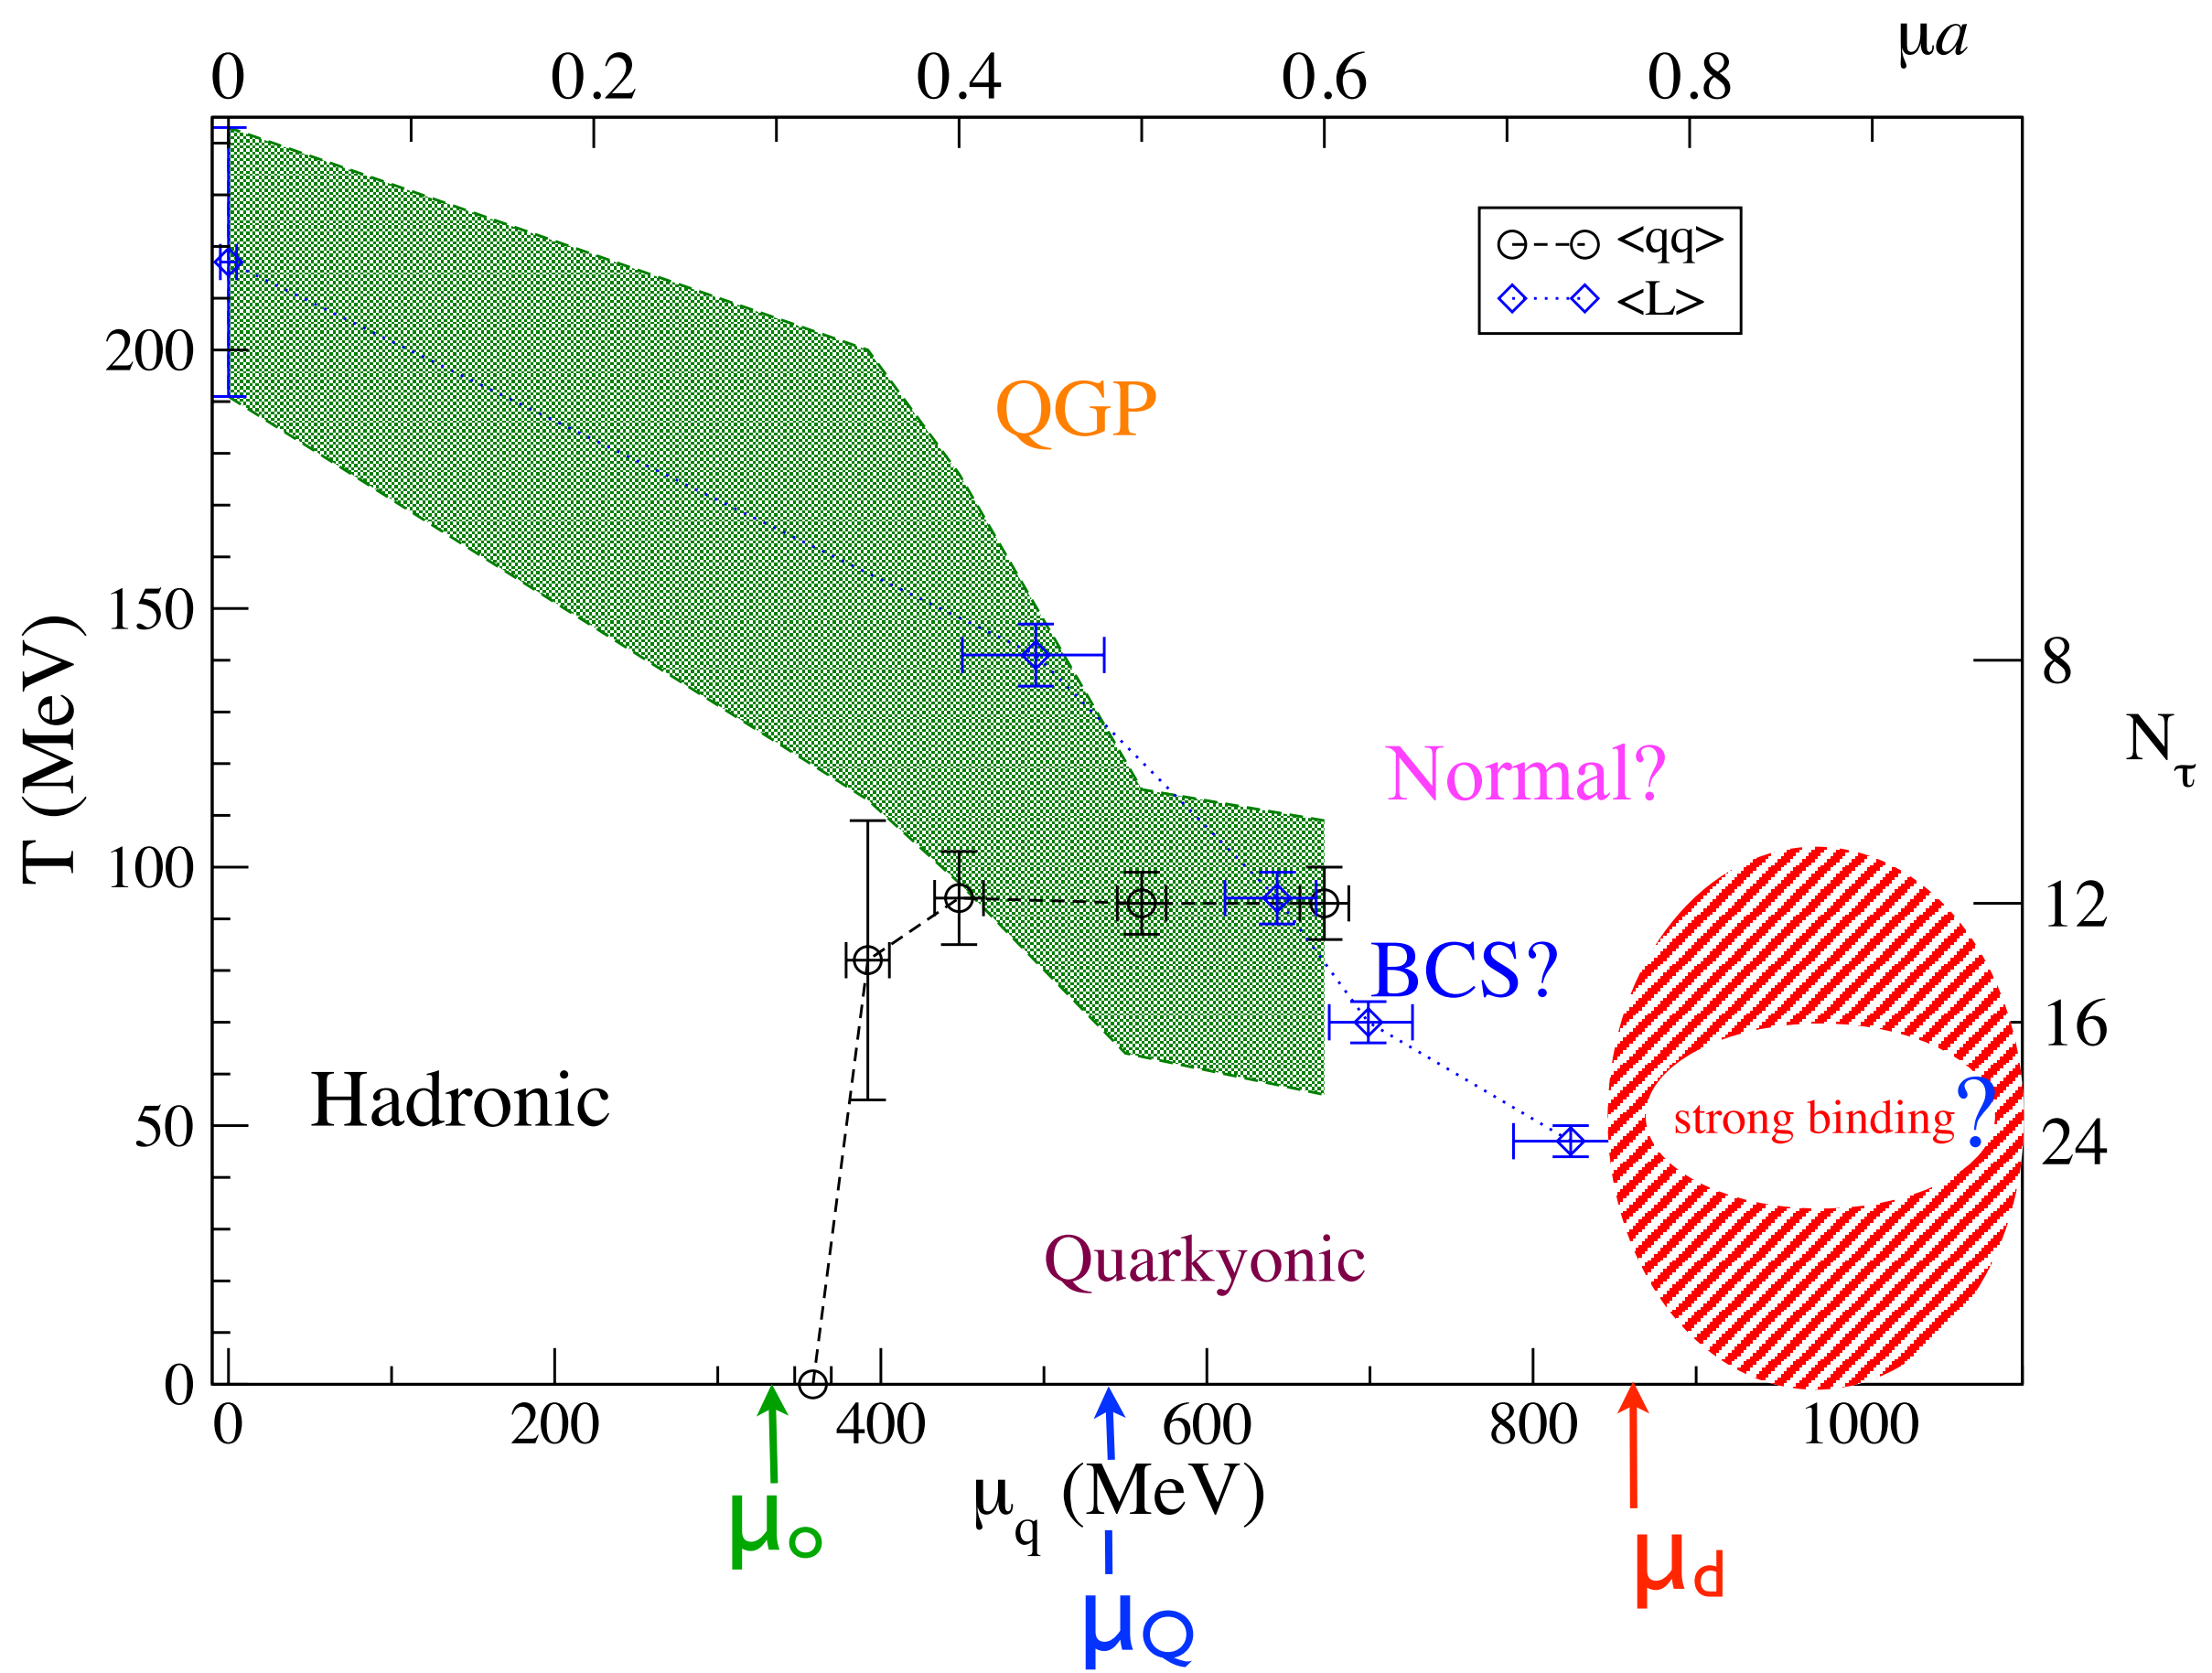 μa
0 0.2 0.4 0.6 0.8
<qq>
<L>
200
150
100
50
0
T (MeV)
QGP
Normal?
BCS?
Hadronic
Quarkyonic
strong binding?
8
12
16
24
Nτ
0 200 400 600 800 1000
μq (MeV)
μo
μQ
μd